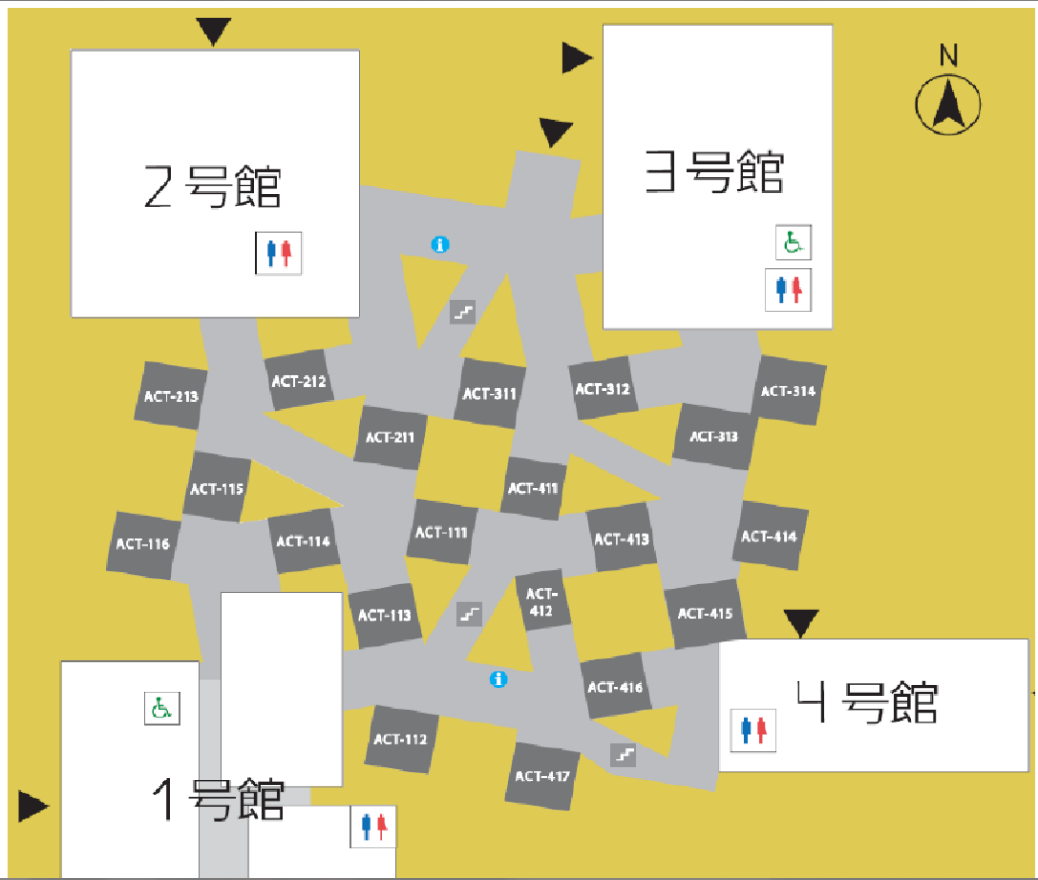 N
2号館
3号館
i
ACT-213
ACT-212
ACT-311
ACT-312
ACT-314
ACT-211
ACT-313
ACT-115
ACT-411
ACT-116
ACT-114
ACT-111
ACT-413
ACT-414
ACT-113
ACT-
412
ACT-415
i
ACT-416
4号館
ACT-112
ACT-417
1号館